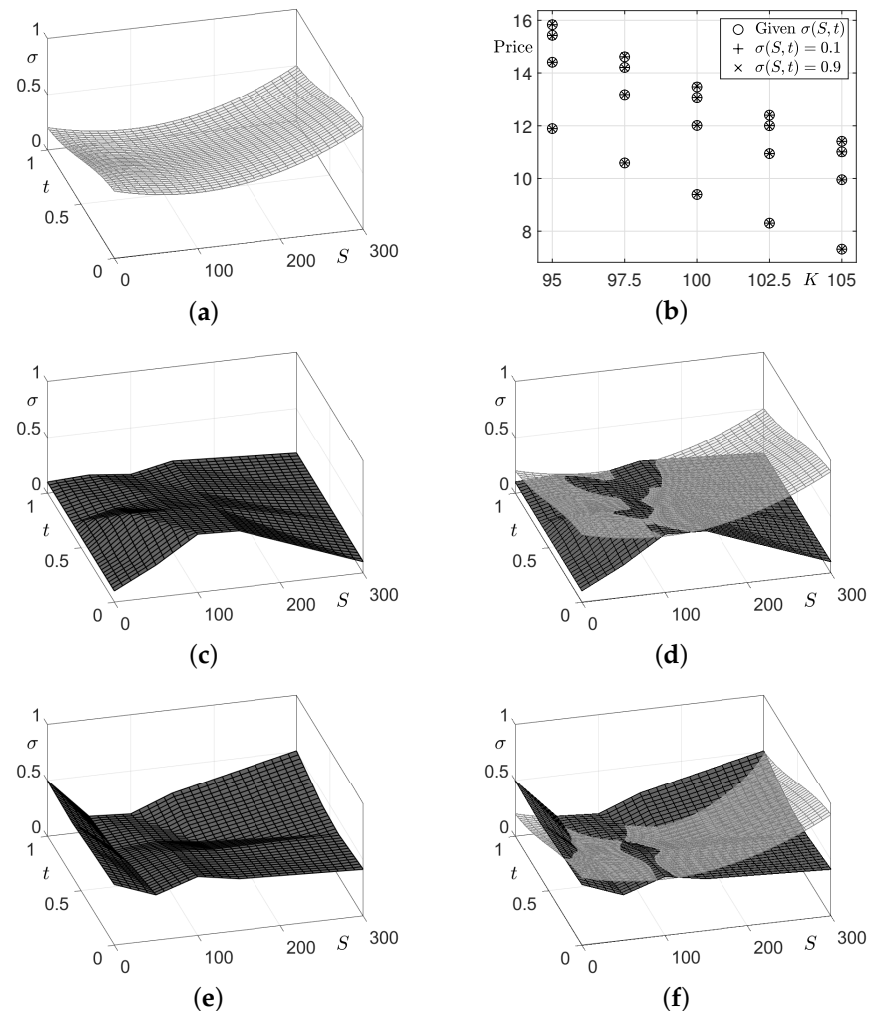 1
σ
0.5
0
1
t
0.5
0
0
100
200
S
300
(a)
16
Price
14
12
10
8
95
97.5
100
102.5
K
105
Given σ(S, t)
σ(S, t) = 0.1
σ(S, t) = 0.9
(b)
1
σ
0.5
0
1
t
0.5
0
0
100
200
S
300
(c)
1
σ
0.5
0
1
t
0.5
0
0
100
200
S
300
(d)
1
σ
0.5
0
1
t
0.5
0
0
100
200
S
300
(e)
1
σ
0.5
0
1
t
0.5
0
0
100
200
S
300
(f)